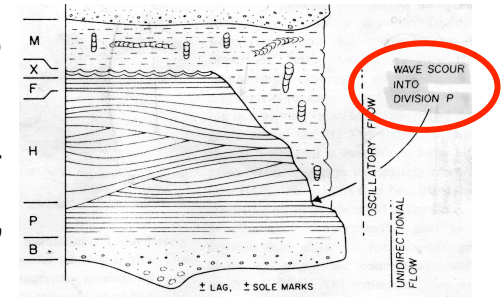 M
X
F
H
P
B
WAVE SCOUR
INTO
DIVISION P
OSCILLATORY FLOW
UNIDIRECTIONAL
FLOW
± LAG, ± SOLE MARKS